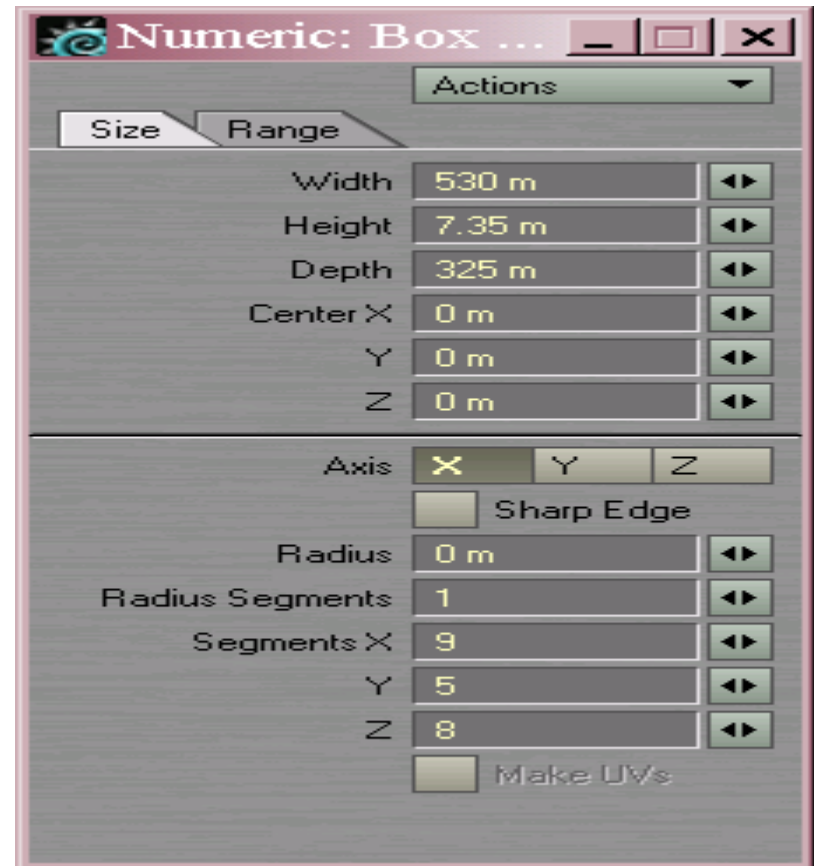 Numeric: Box ...
Actions
Size Range
Width 530 m
Height 7.35 m
Depth 325 m
Center X 0 m
Y 0 m
Z 0 m
Axis X Y Z
Sharp Edge
Radius 0 m
Radius Segments 1
Segments X 9
Y 5
Z 8
Make UVs